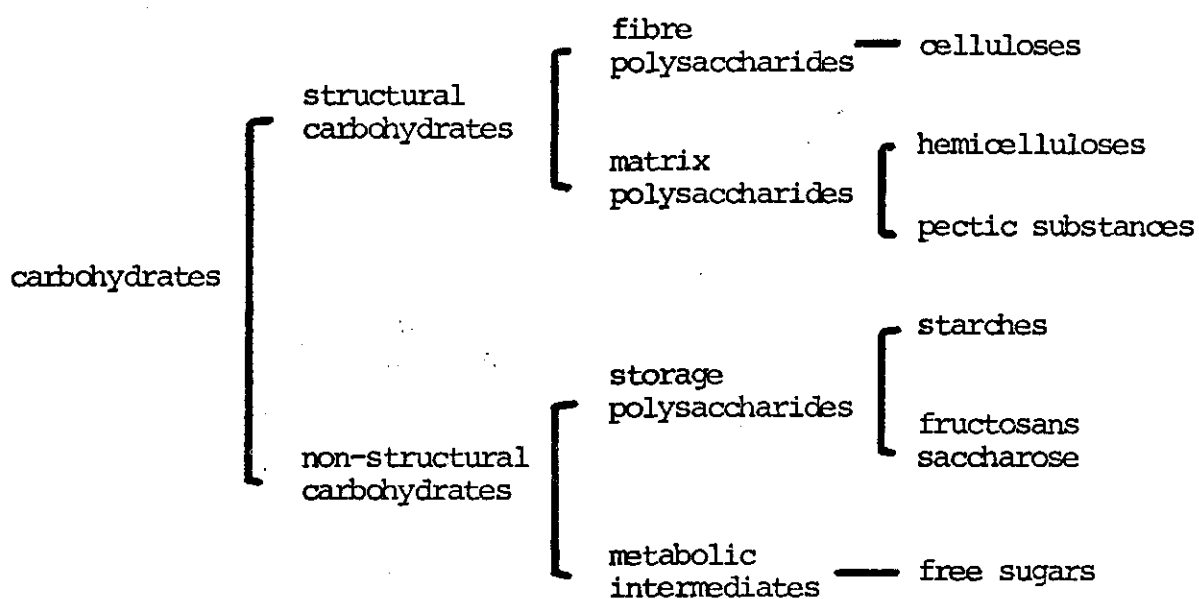 carbohydrates
structural
carbohydrates
fibre
polysaccharides
celluloses
matrix
polysaccharides
hemicelluloses
pectic substances
non-structural
carbohydrates
storage
polysaccharides
starches
fructosans
saccharose
metabolic
intermediates
free sugars